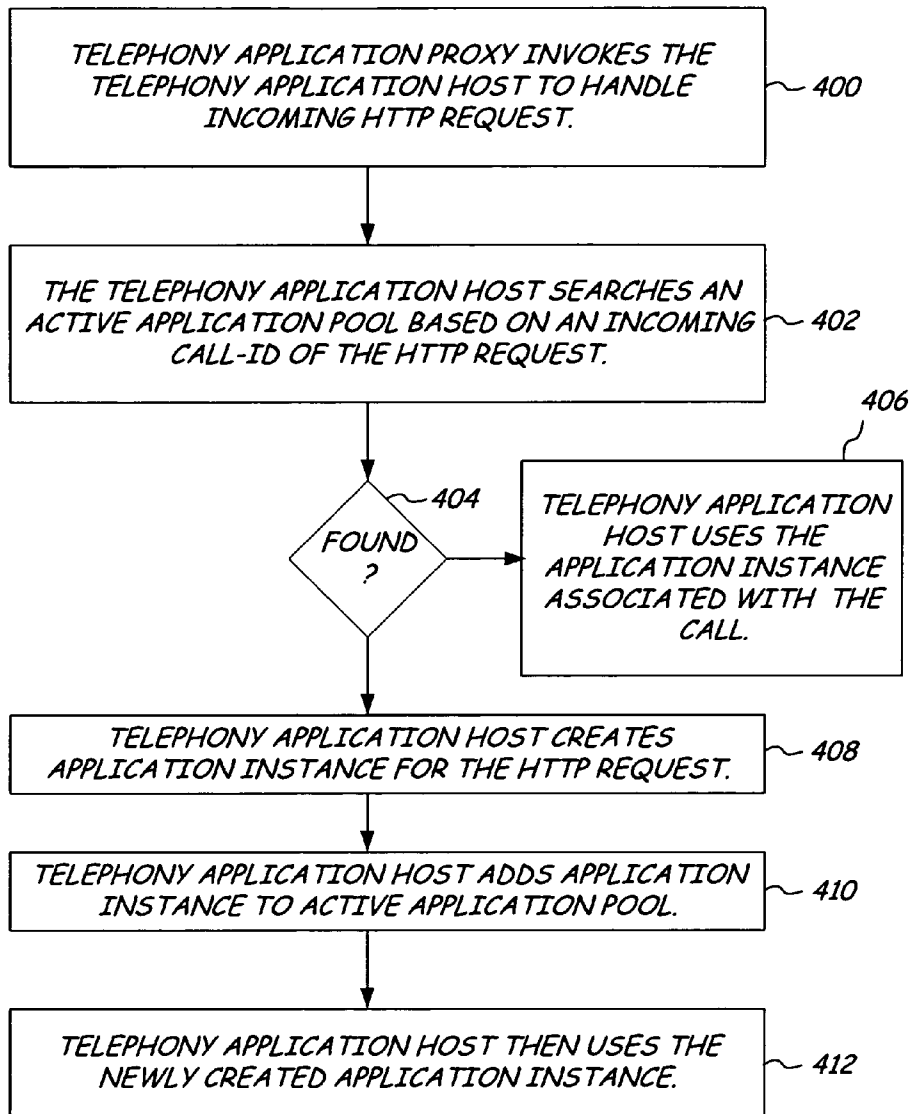 TELEPHONY APPLICATION PROXY INVOKES THE
TELEPHONY APPLICATION HOST TO HANDLE
INCOMING HTTP REQUEST.
400
THE TELEPHONY APPLICATION HOST SEARCHES AN
ACTIVE APPLICATION POOL BASED ON AN INCOMING
CALL-ID OF THE HTTP REQUEST.
402
FOUND
?
404
406
TELEPHONY APPLICATION
HOST USES THE
APPLICATION INSTANCE
ASSOCIATED WITH THE
CALL.
TELEPHONY APPLICATION HOST CREATES
APPLICATION INSTANCE FOR THE HTTP REQUEST.
408
TELEPHONY APPLICATION HOST ADDS APPLICATION
INSTANCE TO ACTIVE APPLICATION POOL.
410
TELEPHONY APPLICATION HOST THEN USES THE
NEWLY CREATED APPLICATION INSTANCE.
412